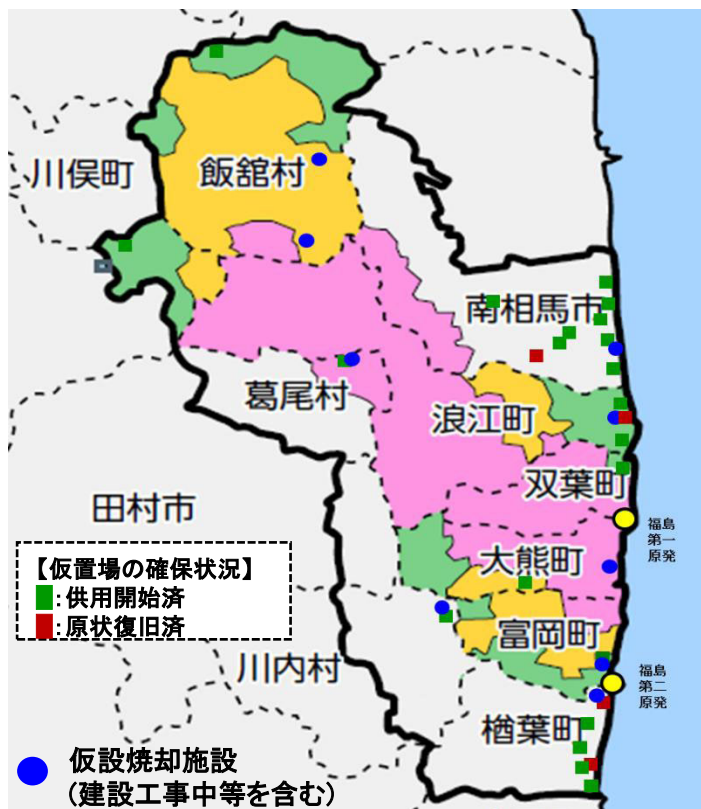 川俣町
飯舘村
南相馬市
葛尾村
浪江町
双葉町
福島
第一
原発
田村市
大熊町
【仮置場の確保状況】
:供用開始済
:原状復旧済
富岡町
川内村
福島
第二
原発
楢葉町
仮設焼却施設
(建設工事中等を含む)